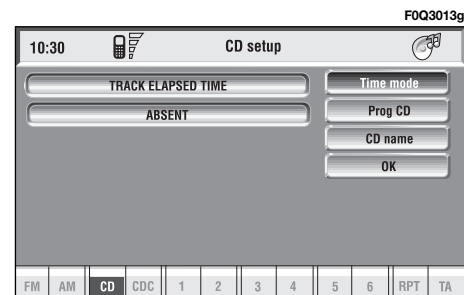 F0Q3013g
10:30 CD setup
TRACK ELAPSED TIME Time mode
ABSENT Prog CD
CD name
OK
FM AM CD CDC 1 2 3 4 5 6 RPT TA